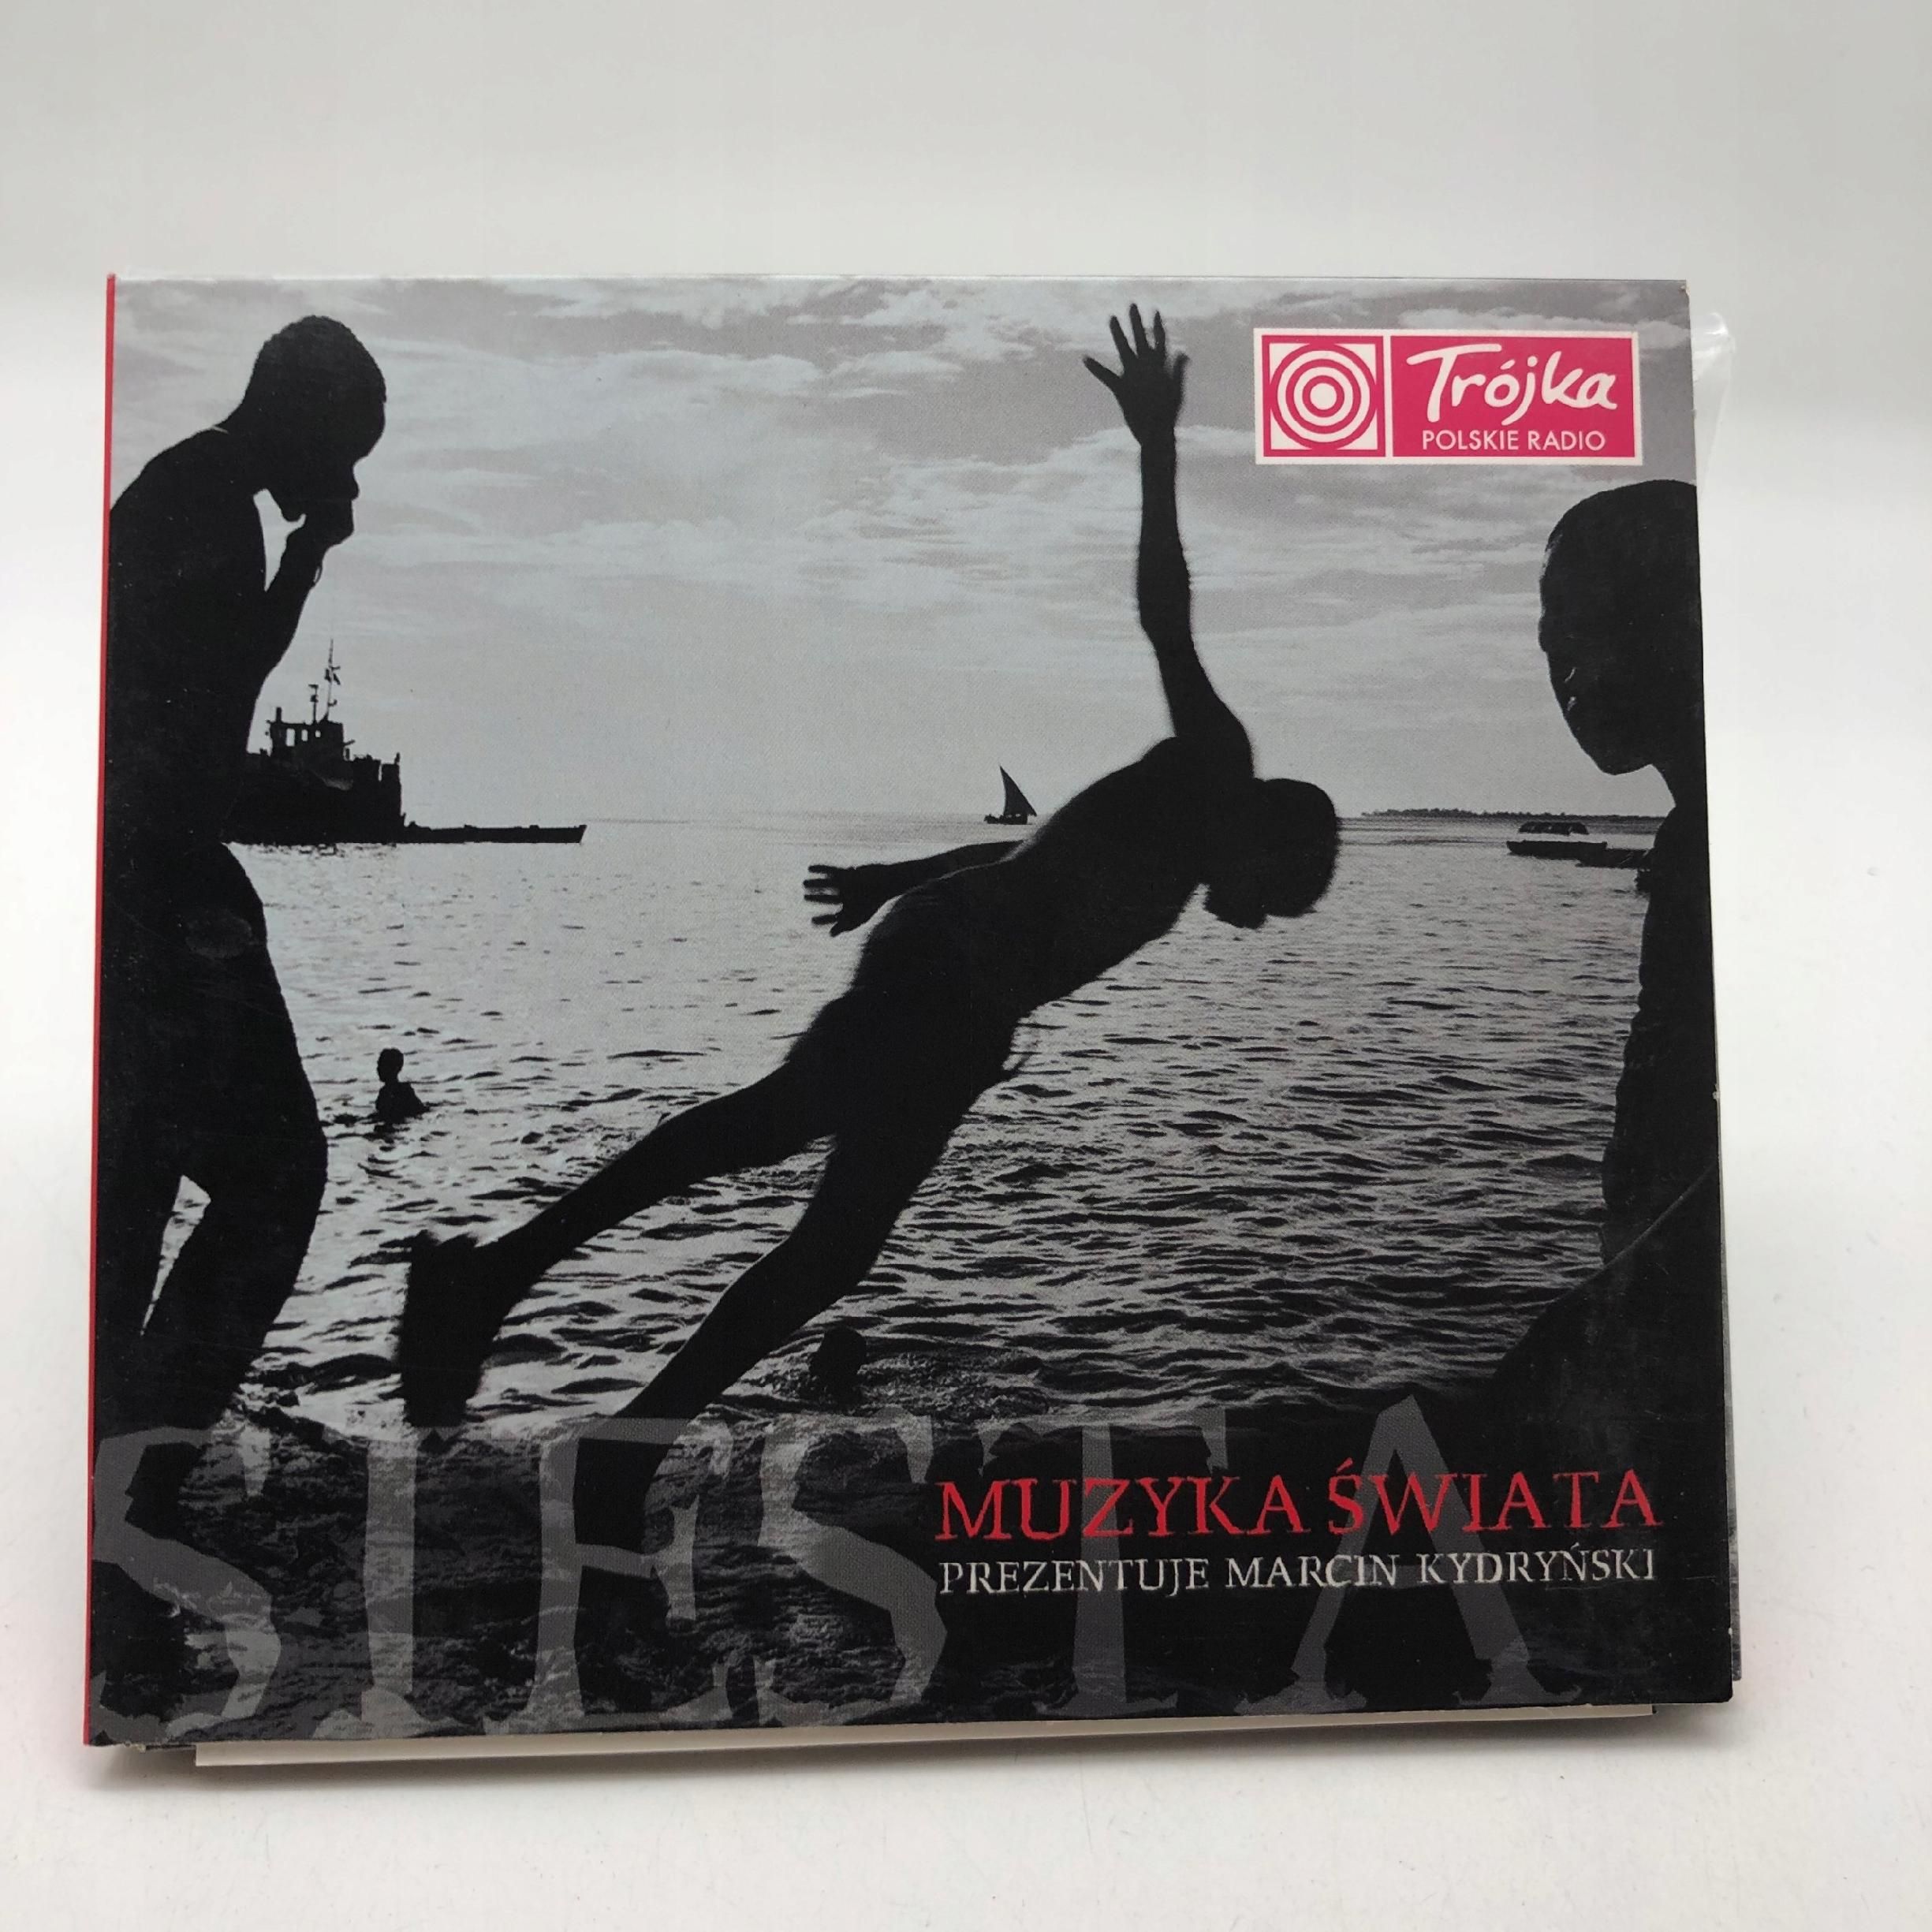 Trójka
POLSKIE RADIO
SIESTA
MUZYKA ŚWIATA
PREZENTUJE MARCIN KYDRYŃSKI